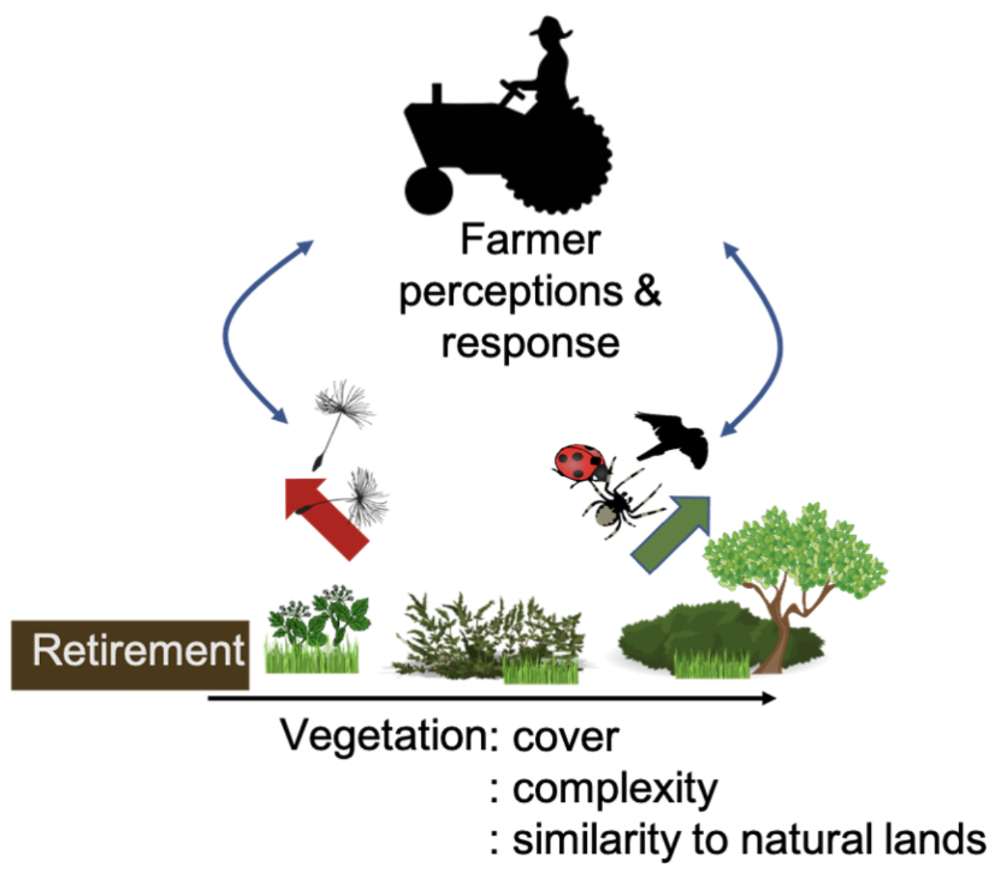 Farmer
perceptions &
response
Retirement
Vegetation: cover
: complexity
: similarity to natural lands